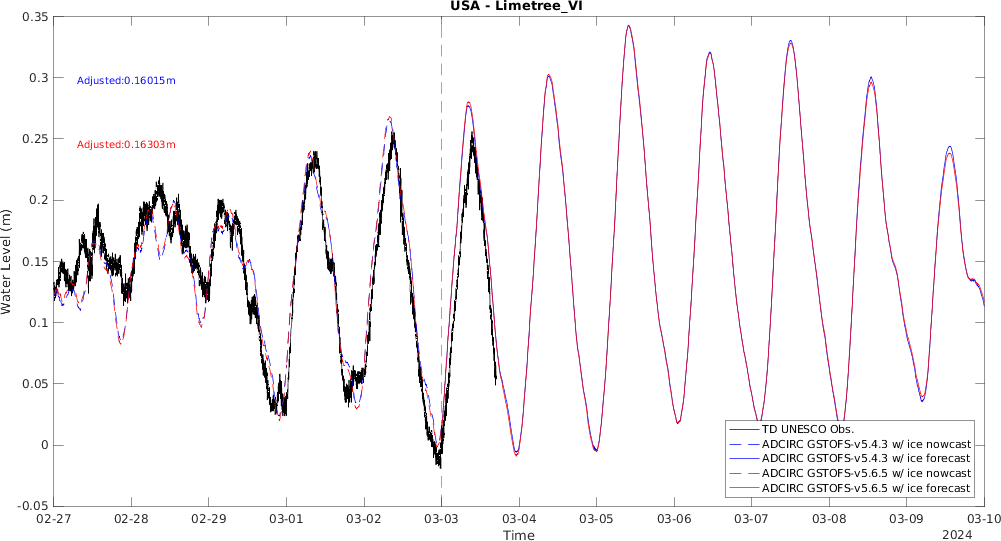 USA - Limetree_VI
0.35
0.3
0.25
0.2
0.15
0.1
0.05
0
-0.05
Water Level (m)
Adjusted:0.16015m
Adjusted:0.16303m
TD UNESCO Obs.
ADCIRC GSTOFS-v5.4.3 w/ ice nowcast
ADCIRC GSTOFS-v5.4.3 w/ ice forecast
ADCIRC GSTOFS-v5.6.5 w/ ice nowcast
ADCIRC GSTOFS-v5.6.5 w/ ice forecast
02-27 02-28 02-29 03-01 03-02 03-03 03-04 03-05 03-06 03-07 03-08 03-09 03-10
Time
2024